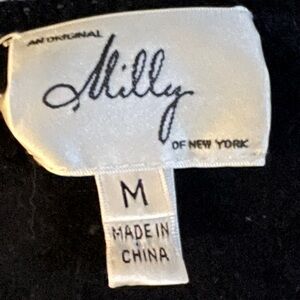 AN ORIGINAL
Milly
OF NEW YORK
M
MADE IN
CHINA